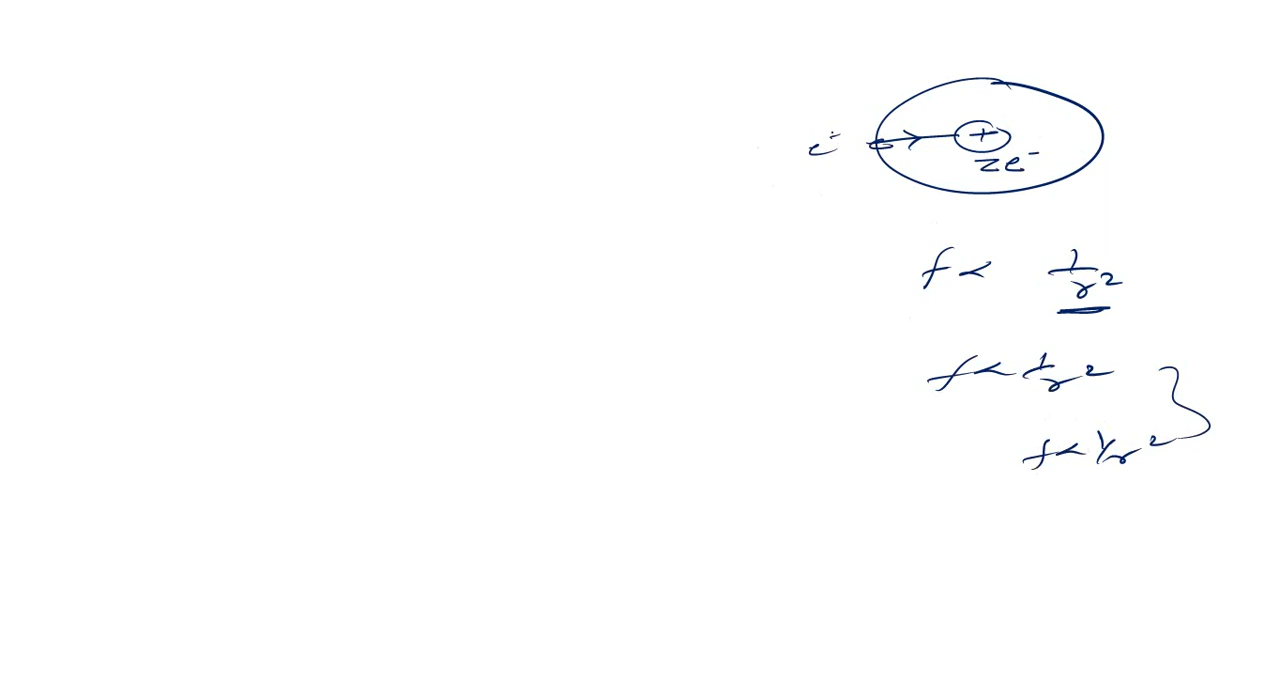 e⁻ +
ze⁻
f ∝ 1/r²
f ∝ 1/r²
f ∝ 1/r²